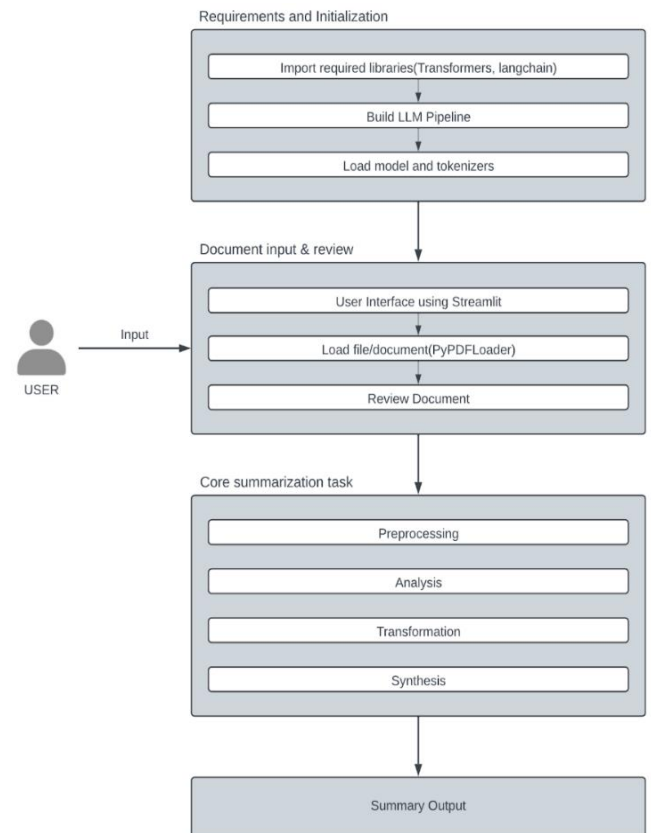 Requirements and Initialization
Import required libraries(Transformers, langchain)
Build LLM Pipeline
Load model and tokenizers
Document input & review
User Interface using Streamlit
Input
Load file/document(PyPDFLoader)
USER
Review Document
Core summarization task
Preprocessing
Analysis
Transformation
Synthesis
Summary Output